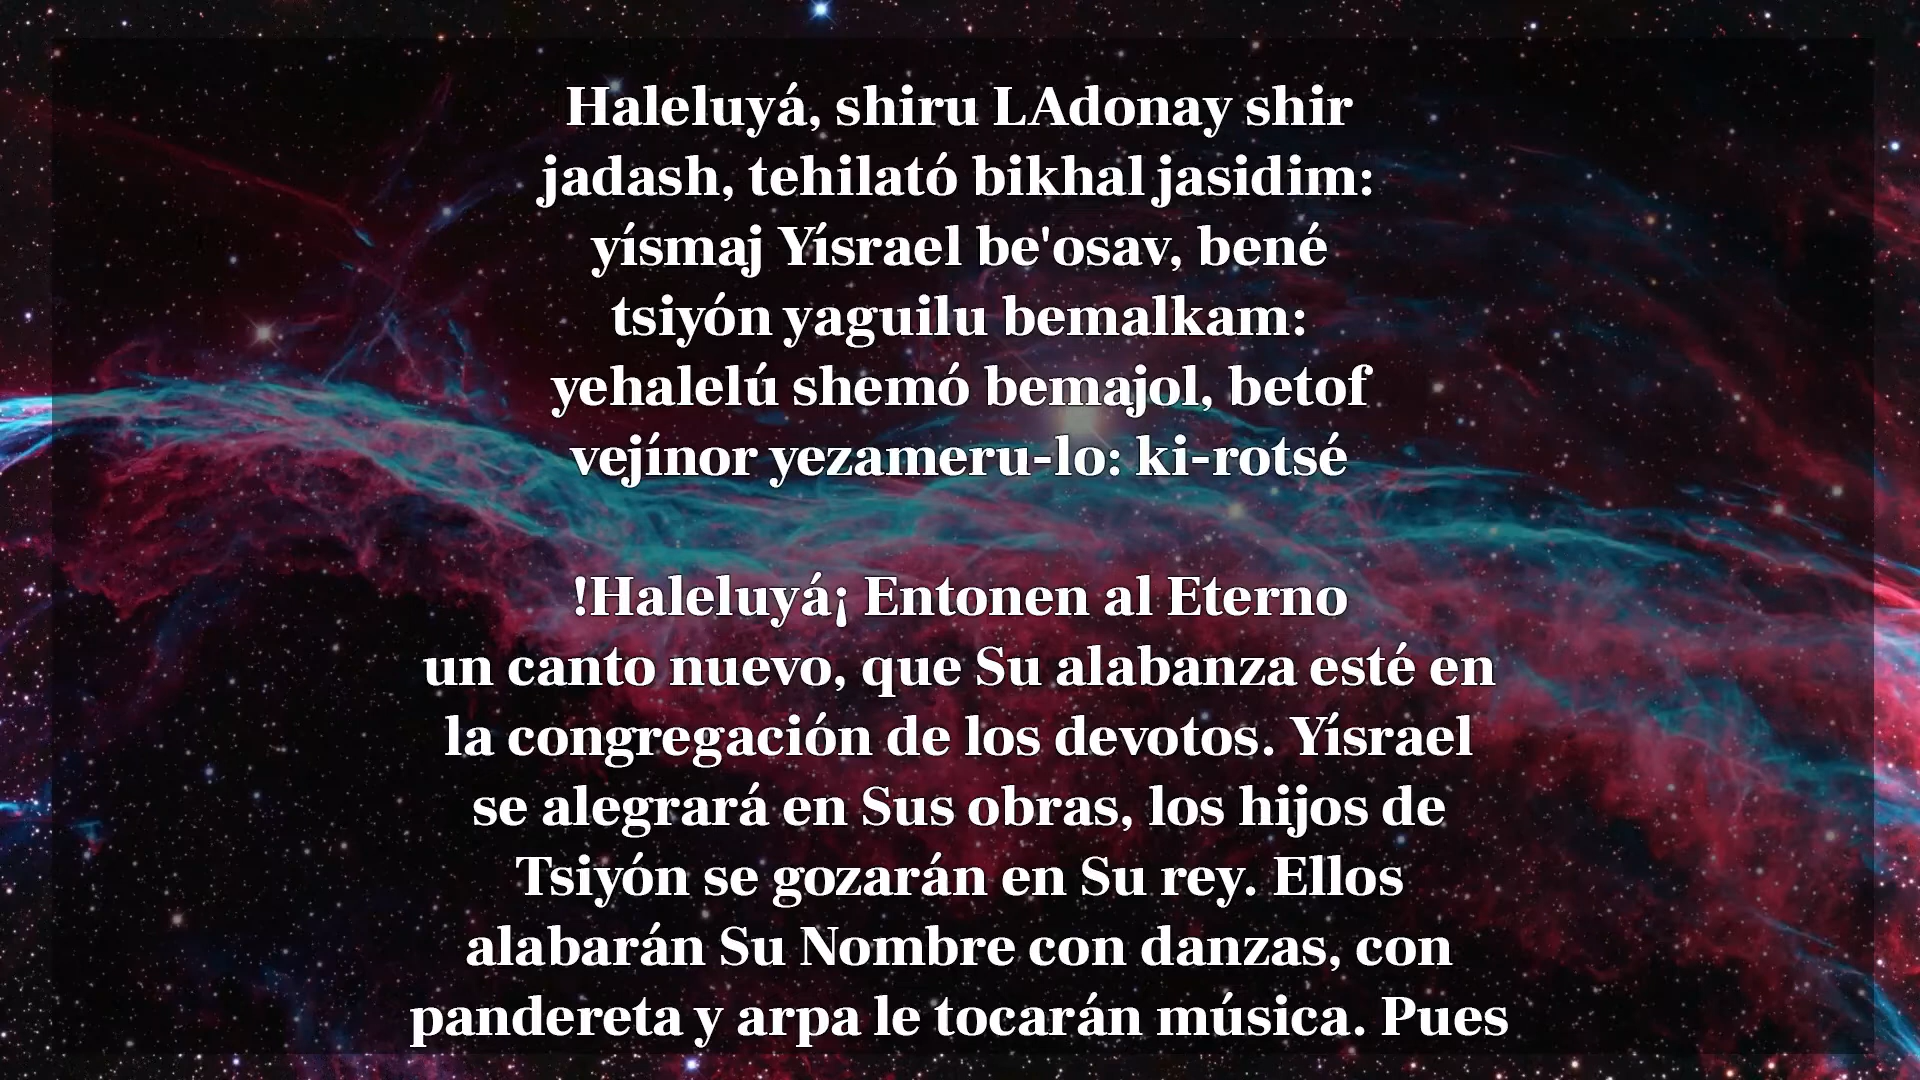 Haleluyá, shiru LAdonay shir
jadash, tehilató bikhal jasidim:
yísmaj Yísrael be'osav, bené
tsiyón yaguilu bemalkam:
yehalelú shemó bemajol, betof
vejínor yezameru-lo: ki-rotsé
!Haleluyá¡ Entonen al Eterno
un canto nuevo, que Su alabanza esté en
la congregación de los devotos. Yísrael
se alegrará en Sus obras, los hijos de
Tsiyón se gozarán en Su rey. Ellos
alabarán Su Nombre con danzas, con
pandereta y arpa le tocarán música. Pues